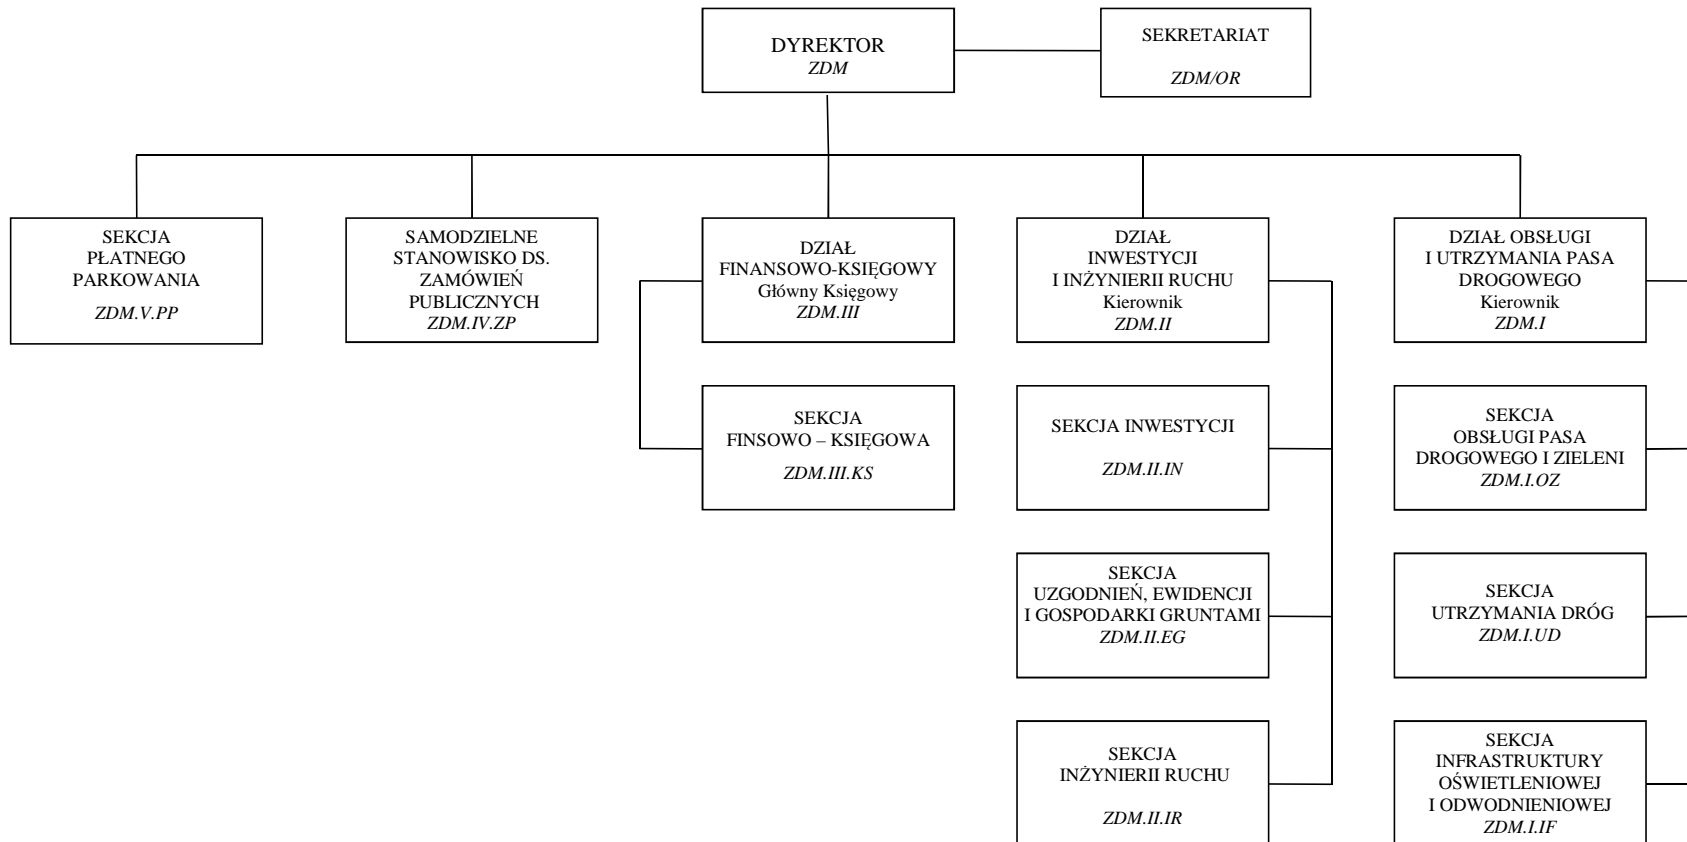 DYREKTOR
ZDM
SEKRETARIAT
ZDM/OR
SEKCJA
PŁATNEGO
PARKOWANIA
ZDM.V.PP
SAMODZIELNE
STANOWISKO DS.
ZAMÓWIEŃ
PUBLICZNYCH
ZDM.IV.ZP
DZIAŁ
FINANSOWO-KSIĘGOWY
Główny Księgowy
ZDM.III
DZIAŁ
INWESTYCJI
I INŻYNIERII RUCHU
Kierownik
ZDM.II
DZIAŁ OBSŁUGI
I UTRZYMANIA PASA
DROGOWEGO
Kierownik
ZDM.I
SEKCJA
FINSOWO – KSIĘGOWA
ZDM.III.KS
SEKCJA INWESTYCJI
ZDM.II.IN
SEKCJA
OBSŁUGI PASA
DROGOWEGO I ZIELENI
ZDM.I.OZ
SEKCJA
UZGODNIEŃ, EWIDENCJI
I GOSPODARKI GRUNTAMI
ZDM.II.EG
SEKCJA
UTRZYMANIA DRÓG
ZDM.I.UD
SEKCJA
INŻYNIERII RUCHU
ZDM.II.IR
SEKCJA
INFRASTRUKTURY
OŚWIETLENIOWEJ
I ODWODNIENIOWEJ
ZDM.I.IF